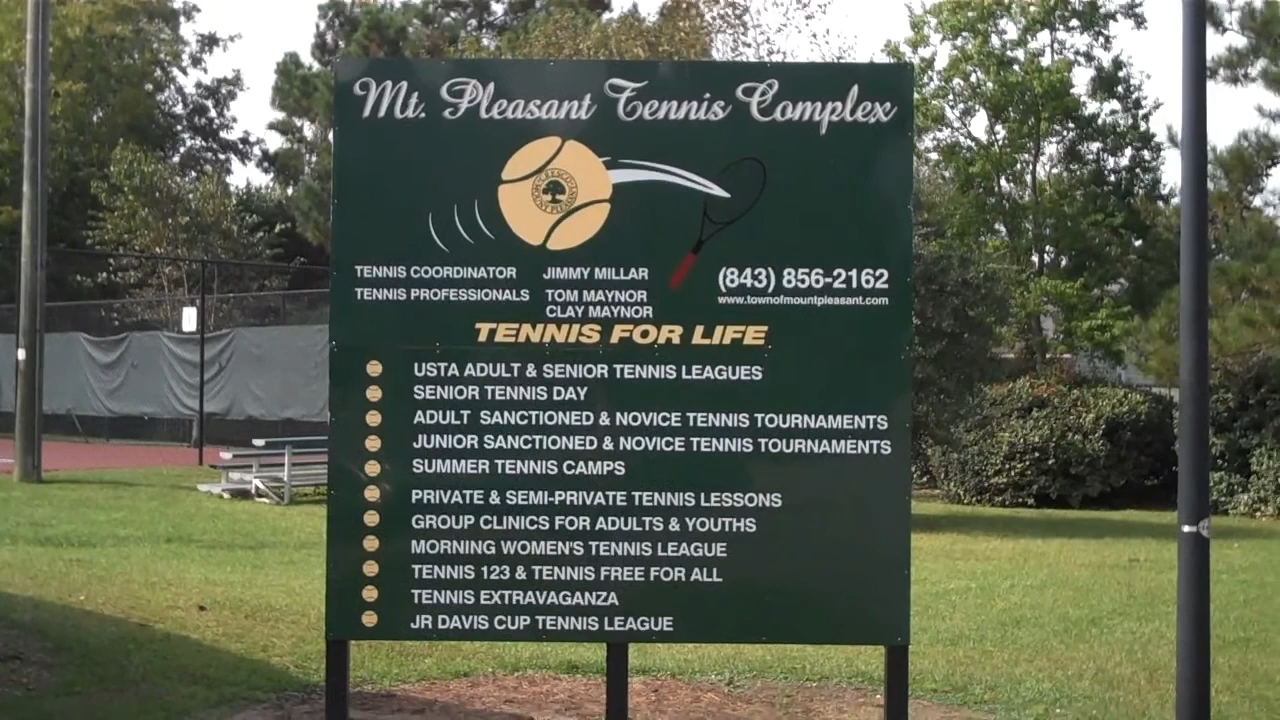 Mt. Pleasant Tennis Complex
TENNIS COORDINATOR JIMMY MILLAR
TENNIS PROFESSIONALS TOM MAYNOR
CLAY MAYNOR
(843) 856-2162
www.townofmountpleasant.com
TENNIS FOR LIFE
USTA ADULT & SENIOR TENNIS LEAGUES
SENIOR TENNIS DAY
ADULT SANCTIONED & NOVICE TENNIS TOURNAMENTS
JUNIOR SANCTIONED & NOVICE TENNIS TOURNAMENTS
SUMMER TENNIS CAMPS
PRIVATE & SEMI-PRIVATE TENNIS LESSONS
GROUP CLINICS FOR ADULTS & YOUTHS
MORNING WOMEN'S TENNIS LEAGUE
TENNIS 123 & TENNIS FREE FOR ALL
TENNIS EXTRAVAGANZA
JR DAVIS CUP TENNIS LEAGUE